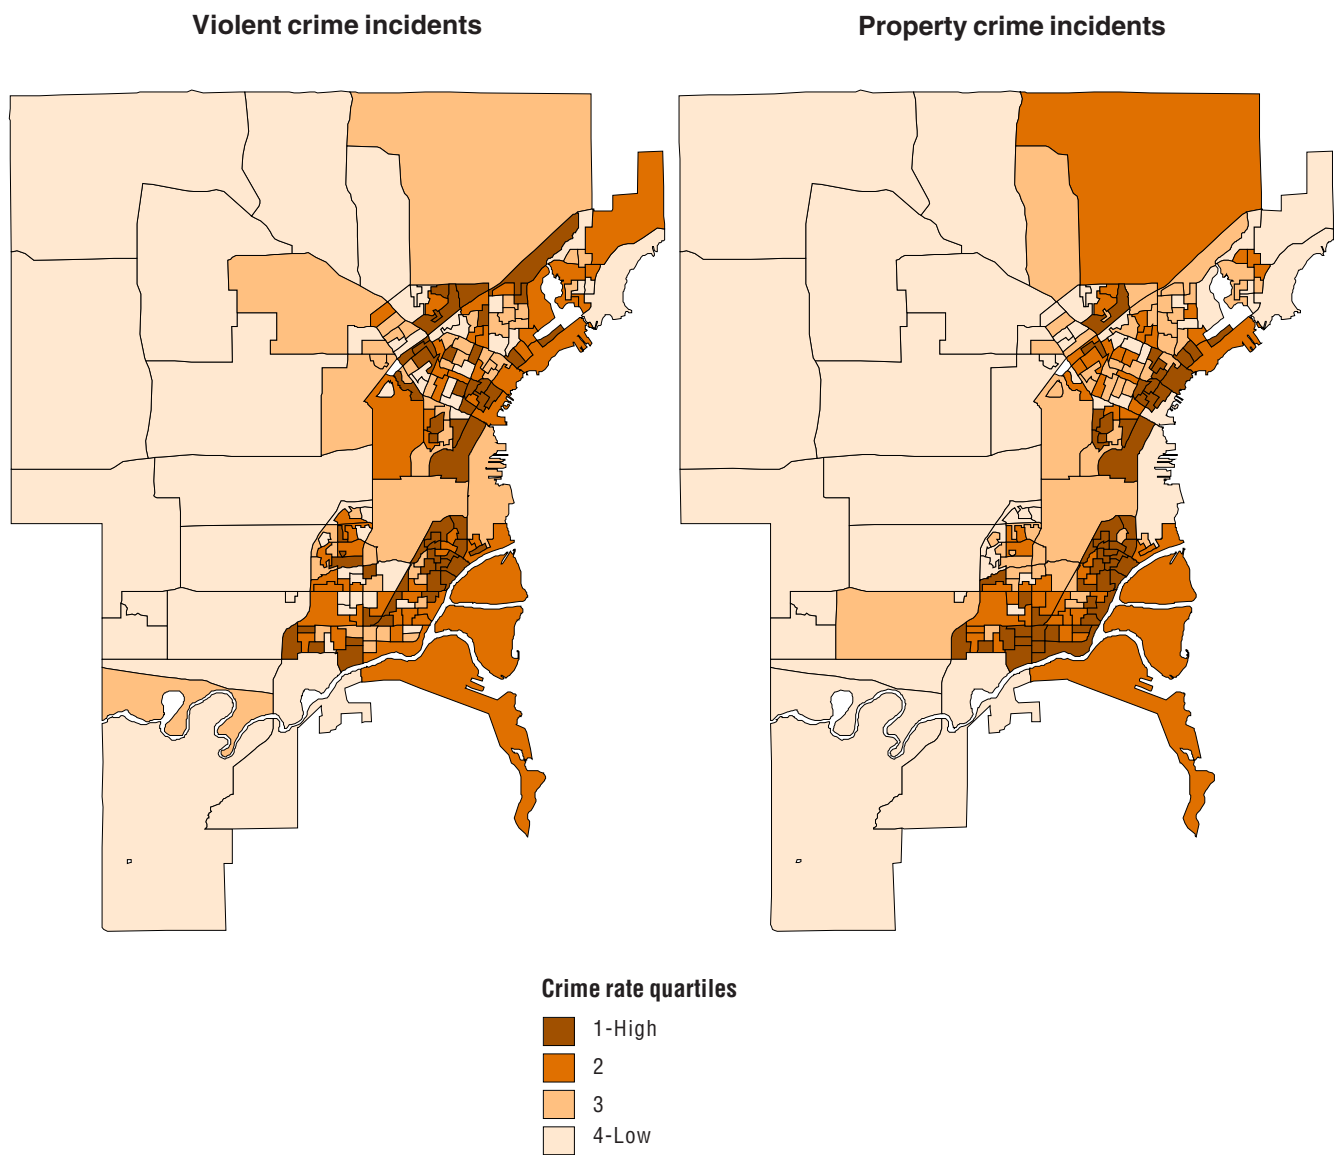 Violent crime incidents
Property crime incidents
Crime rate quartiles
1-High
2
3
4-Low